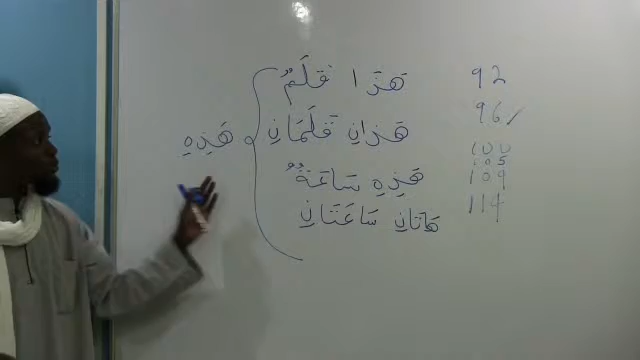 هَذَا قَلَمٌ
هَذَانِ قَلَمَانِ
هَذِهِ سَاعَةٌ
هَاتَانِ سَاعَتَانِ
هَذِهِ
92
96 ✓
100
105
109
114